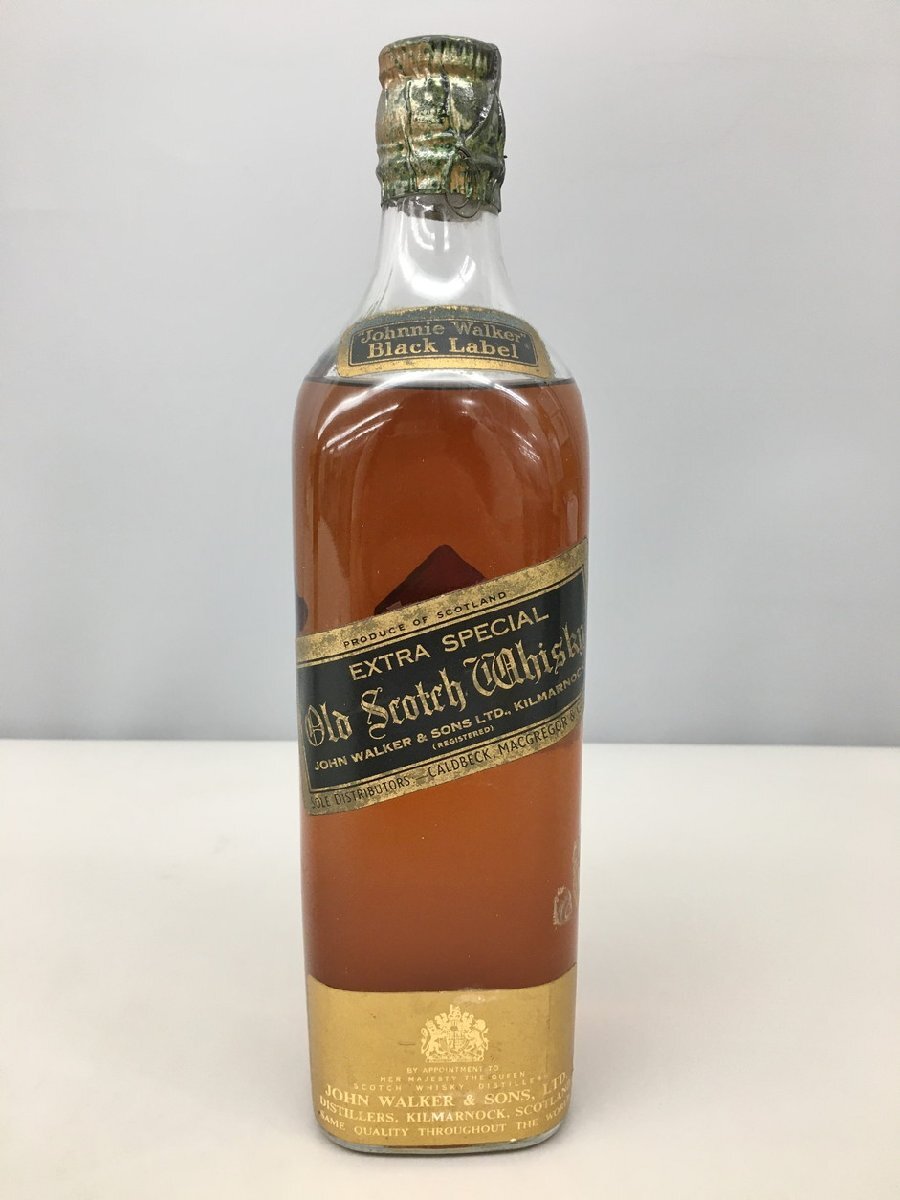 "Johnnie Walker"
Black Label
PRODUCE OF SCOTLAND
EXTRA SPECIAL
Old Scotch Whisky
JOHN WALKER & SONS LTD., KILMARNOCK
(REGISTERED)
SOLE DISTRIBUTORS: CALDBECK MACGREGOR &
BY APPOINTMENT TO
HER MAJESTY THE QUEEN
SCOTCH WHISKY DISTILLERS
JOHN WALKER & SONS, LTD.
DISTILLERS, KILMARNOCK, SCOTLAND
SAME QUALITY THROUGHOUT THE WORLD